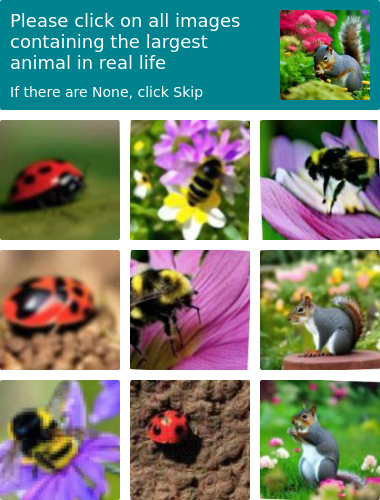 Please click on all images
containing the largest
animal in real life
If there are None, click Skip